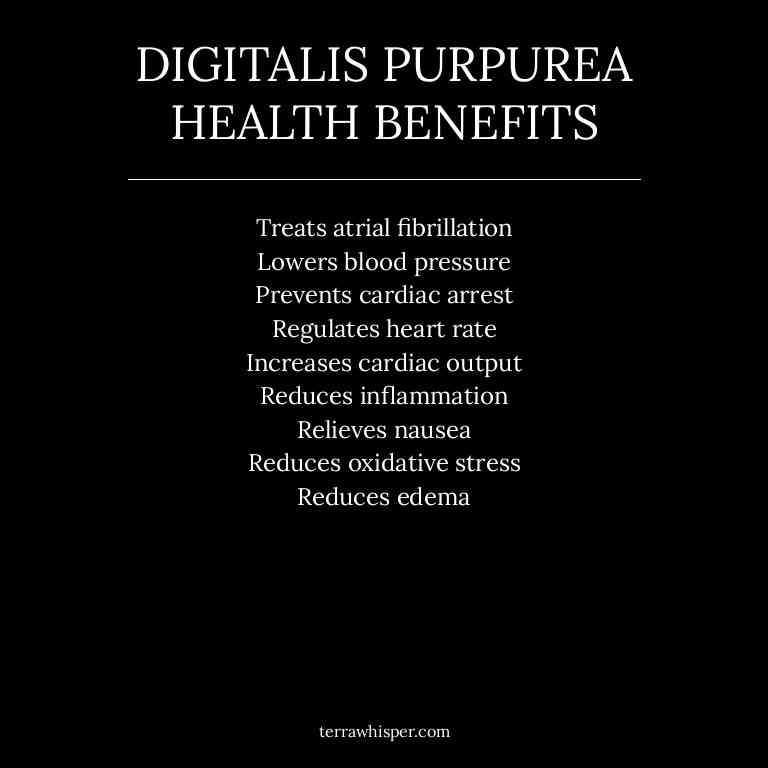 DIGITALIS PURPUREA
HEALTH BENEFITS
Treats atrial fibrillation
Lowers blood pressure
Prevents cardiac arrest
Regulates heart rate
Increases cardiac output
Reduces inflammation
Relieves nausea
Reduces oxidative stress
Reduces edema
terrawhisper.com